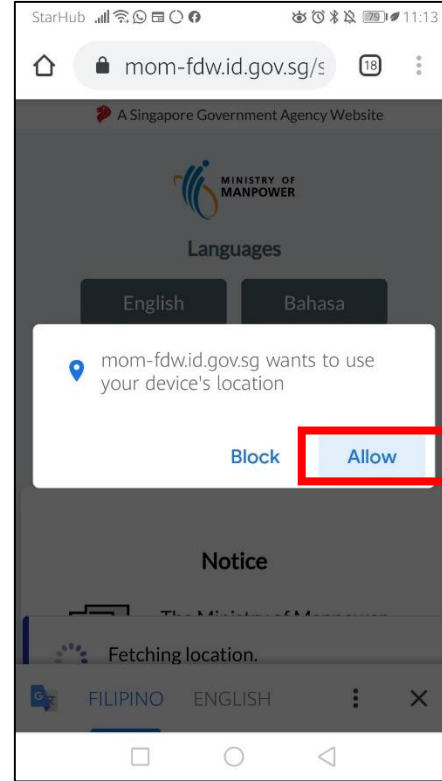 StarHub
79
11:13
mom-fdw.id.gov.sg/s
18
A Singapore Government Agency Website
MINISTRY OF
MANPOWER
Languages
English Bahasa
mom-fdw.id.gov.sg wants to use
your device's location
Block Allow
Notice
The Ministry of Manpower
Fetching location.
FILIPINO ENGLISH